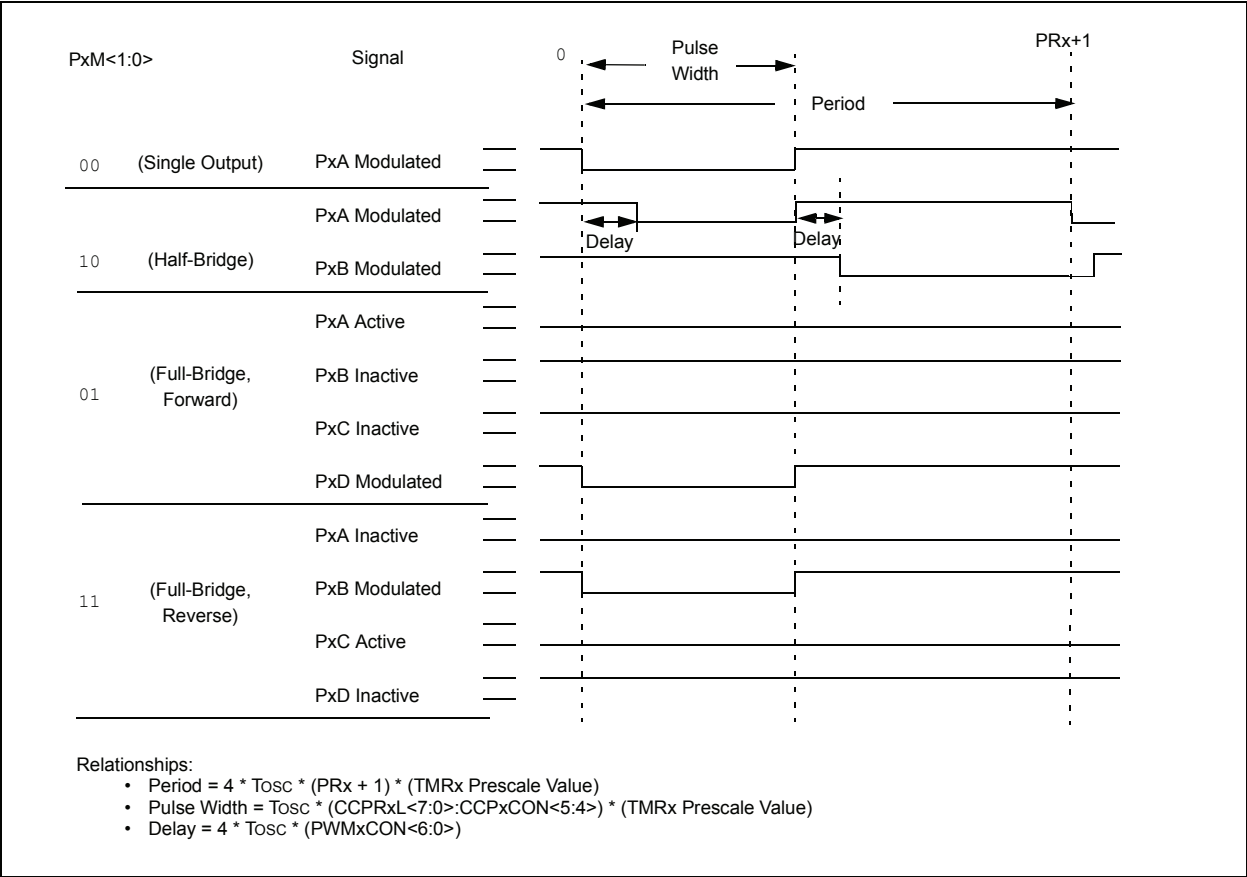 PxM<1:0>
Signal
0
Pulse
Width
PRx+1
Period
00
(Single Output)
PxA Modulated
10
(Half-Bridge)
PxA Modulated
Delay
Delay
PxB Modulated
01
(Full-Bridge,
Forward)
PxA Active
PxB Inactive
PxC Inactive
PxD Modulated
11
(Full-Bridge,
Reverse)
PxA Inactive
PxB Modulated
PxC Active
PxD Inactive
Relationships:
• Period = 4 * TOSC * (PRx + 1) * (TMRx Prescale Value)
• Pulse Width = TOSC * (CCPRxL<7:0>:CCPxCON<5:4>) * (TMRx Prescale Value)
• Delay = 4 * TOSC * (PWMxCON<6:0>)